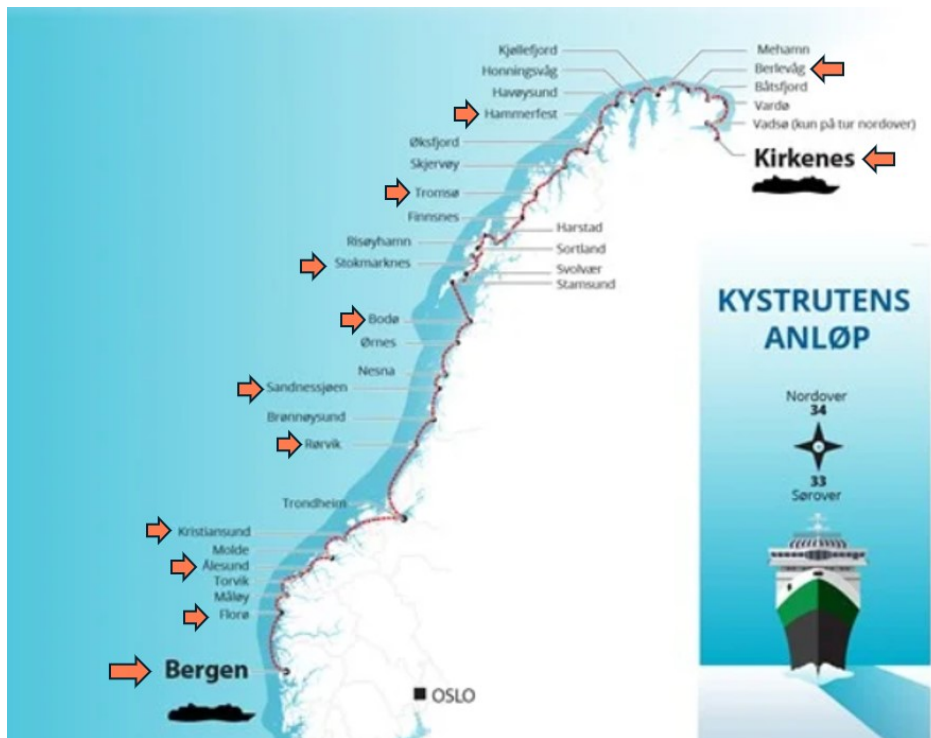 Kjøllefjord
Mehamn
Honningsvåg
Berlevåg
Havøysund
Båtsfjord
Hammerfest
Vardø
Vadsø (kun på tur nordover)
Øksfjord
Kirkenes
Skjervøy
Tromsø
Finnsnes
Harstad
Risøyhamn
Sortland
Stokmarknes
Svolvær
Stamsund
Bodø
Ørnes
Nesna
Sandnessjøen
Brønnøysund
Rørvik
Trondheim
Kristiansund
Molde
Ålesund
Torvik
Måløy
Florø
Bergen
OSLO
KYSTRUTENS
ANLØP
Nordover
34
33
Sørover